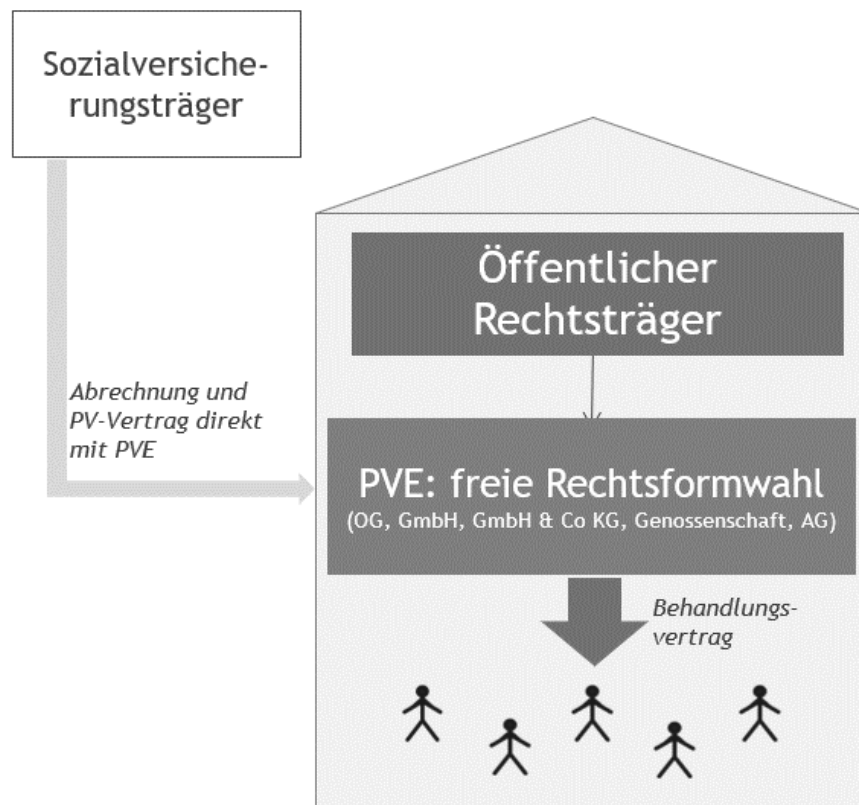 Sozialversiche-
rungsträger
Öffentlicher
Rechtsträger
Abrechnung und
PV-Vertrag direkt
mit PVE
PVE: freie Rechtsformwahl
(OG, GmbH, GmbH & Co KG, Genossenschaft, AG)
Behandlungs-
vertrag